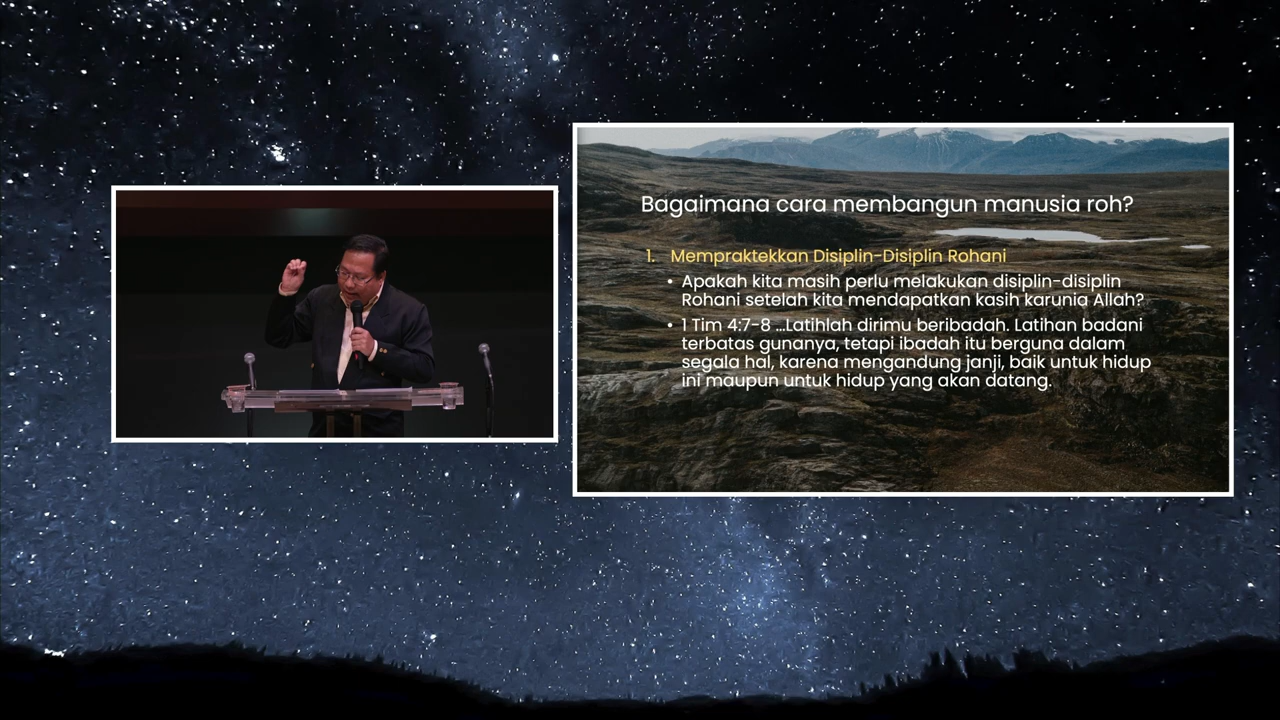 Bagaimana cara membangun manusia roh?
1. Mempraktekkan Disiplin-Disiplin Rohani
• Apakah kita masih perlu melakukan disiplin-disiplin
Rohani setelah kita mendapatkan kasih karunia Allah?
• 1 Tim 4:7-8 ...Latihlah dirimu beribadah. Latihan badani
terbatas gunanya, tetapi ibadah itu berguna dalam
segala hal, karena mengandung janji, baik untuk hidup
ini maupun untuk hidup yang akan datang.